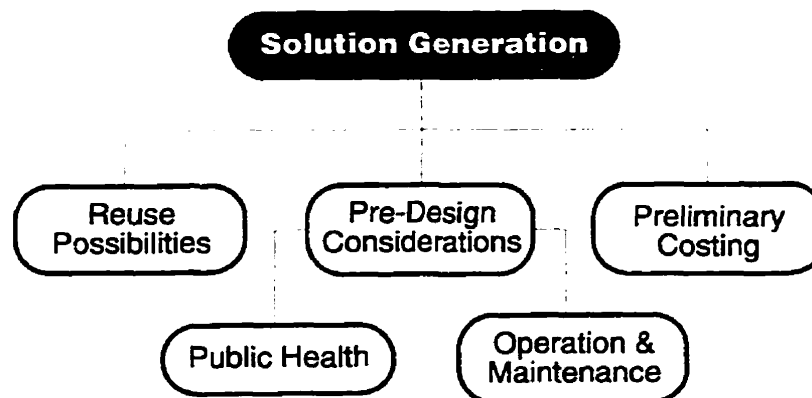 Solution Generation
Reuse
Possibilities
Pre-Design
Considerations
Preliminary
Costing
Public Health
Operation &
Maintenance